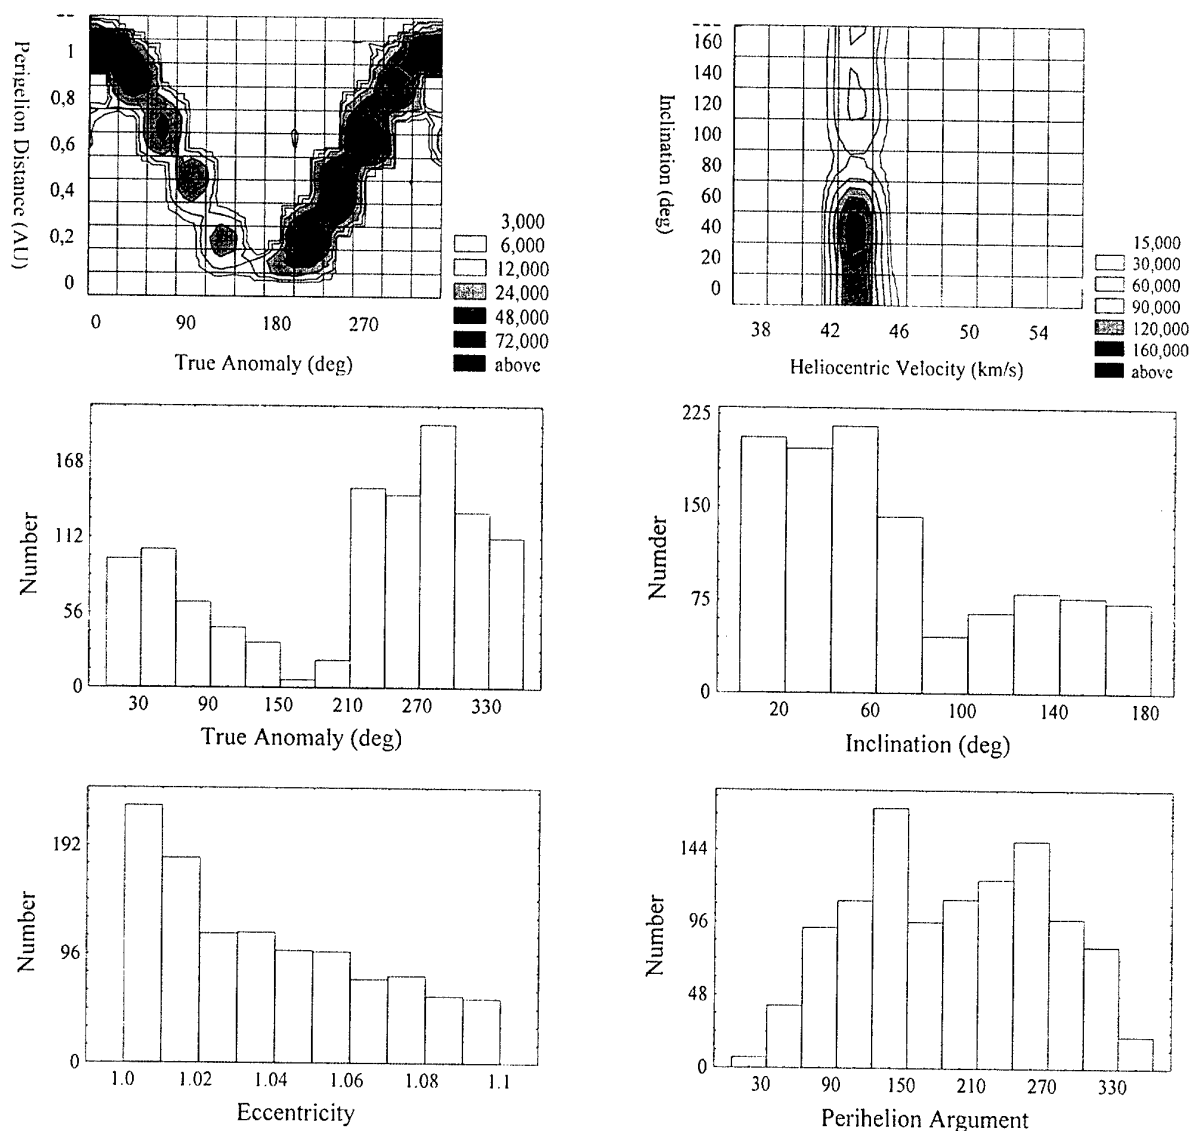 Perigelion Distance (AU)
1
0,8
0,6
0,4
0,2
0
0 90 180 270
True Anomaly (deg)
3,000
6,000
12,000
24,000
48,000
72,000
above
Inclination (deg)
160
140
120
100
80
60
40
20
0
38 42 46 50 54
Heliocentric Velocity (km/s)
15,000
30,000
60,000
90,000
120,000
160,000
above
Number
168
112
56
0
30 90 150 210 270 330
True Anomaly (deg)
Numder
225
150
75
0
20 60 100 140 180
Inclination (deg)
Number
192
96
0
1.0 1.02 1.04 1.06 1.08 1.1
Eccentricity
Number
144
96
48
0
30 90 150 210 270 330
Perihelion Argument